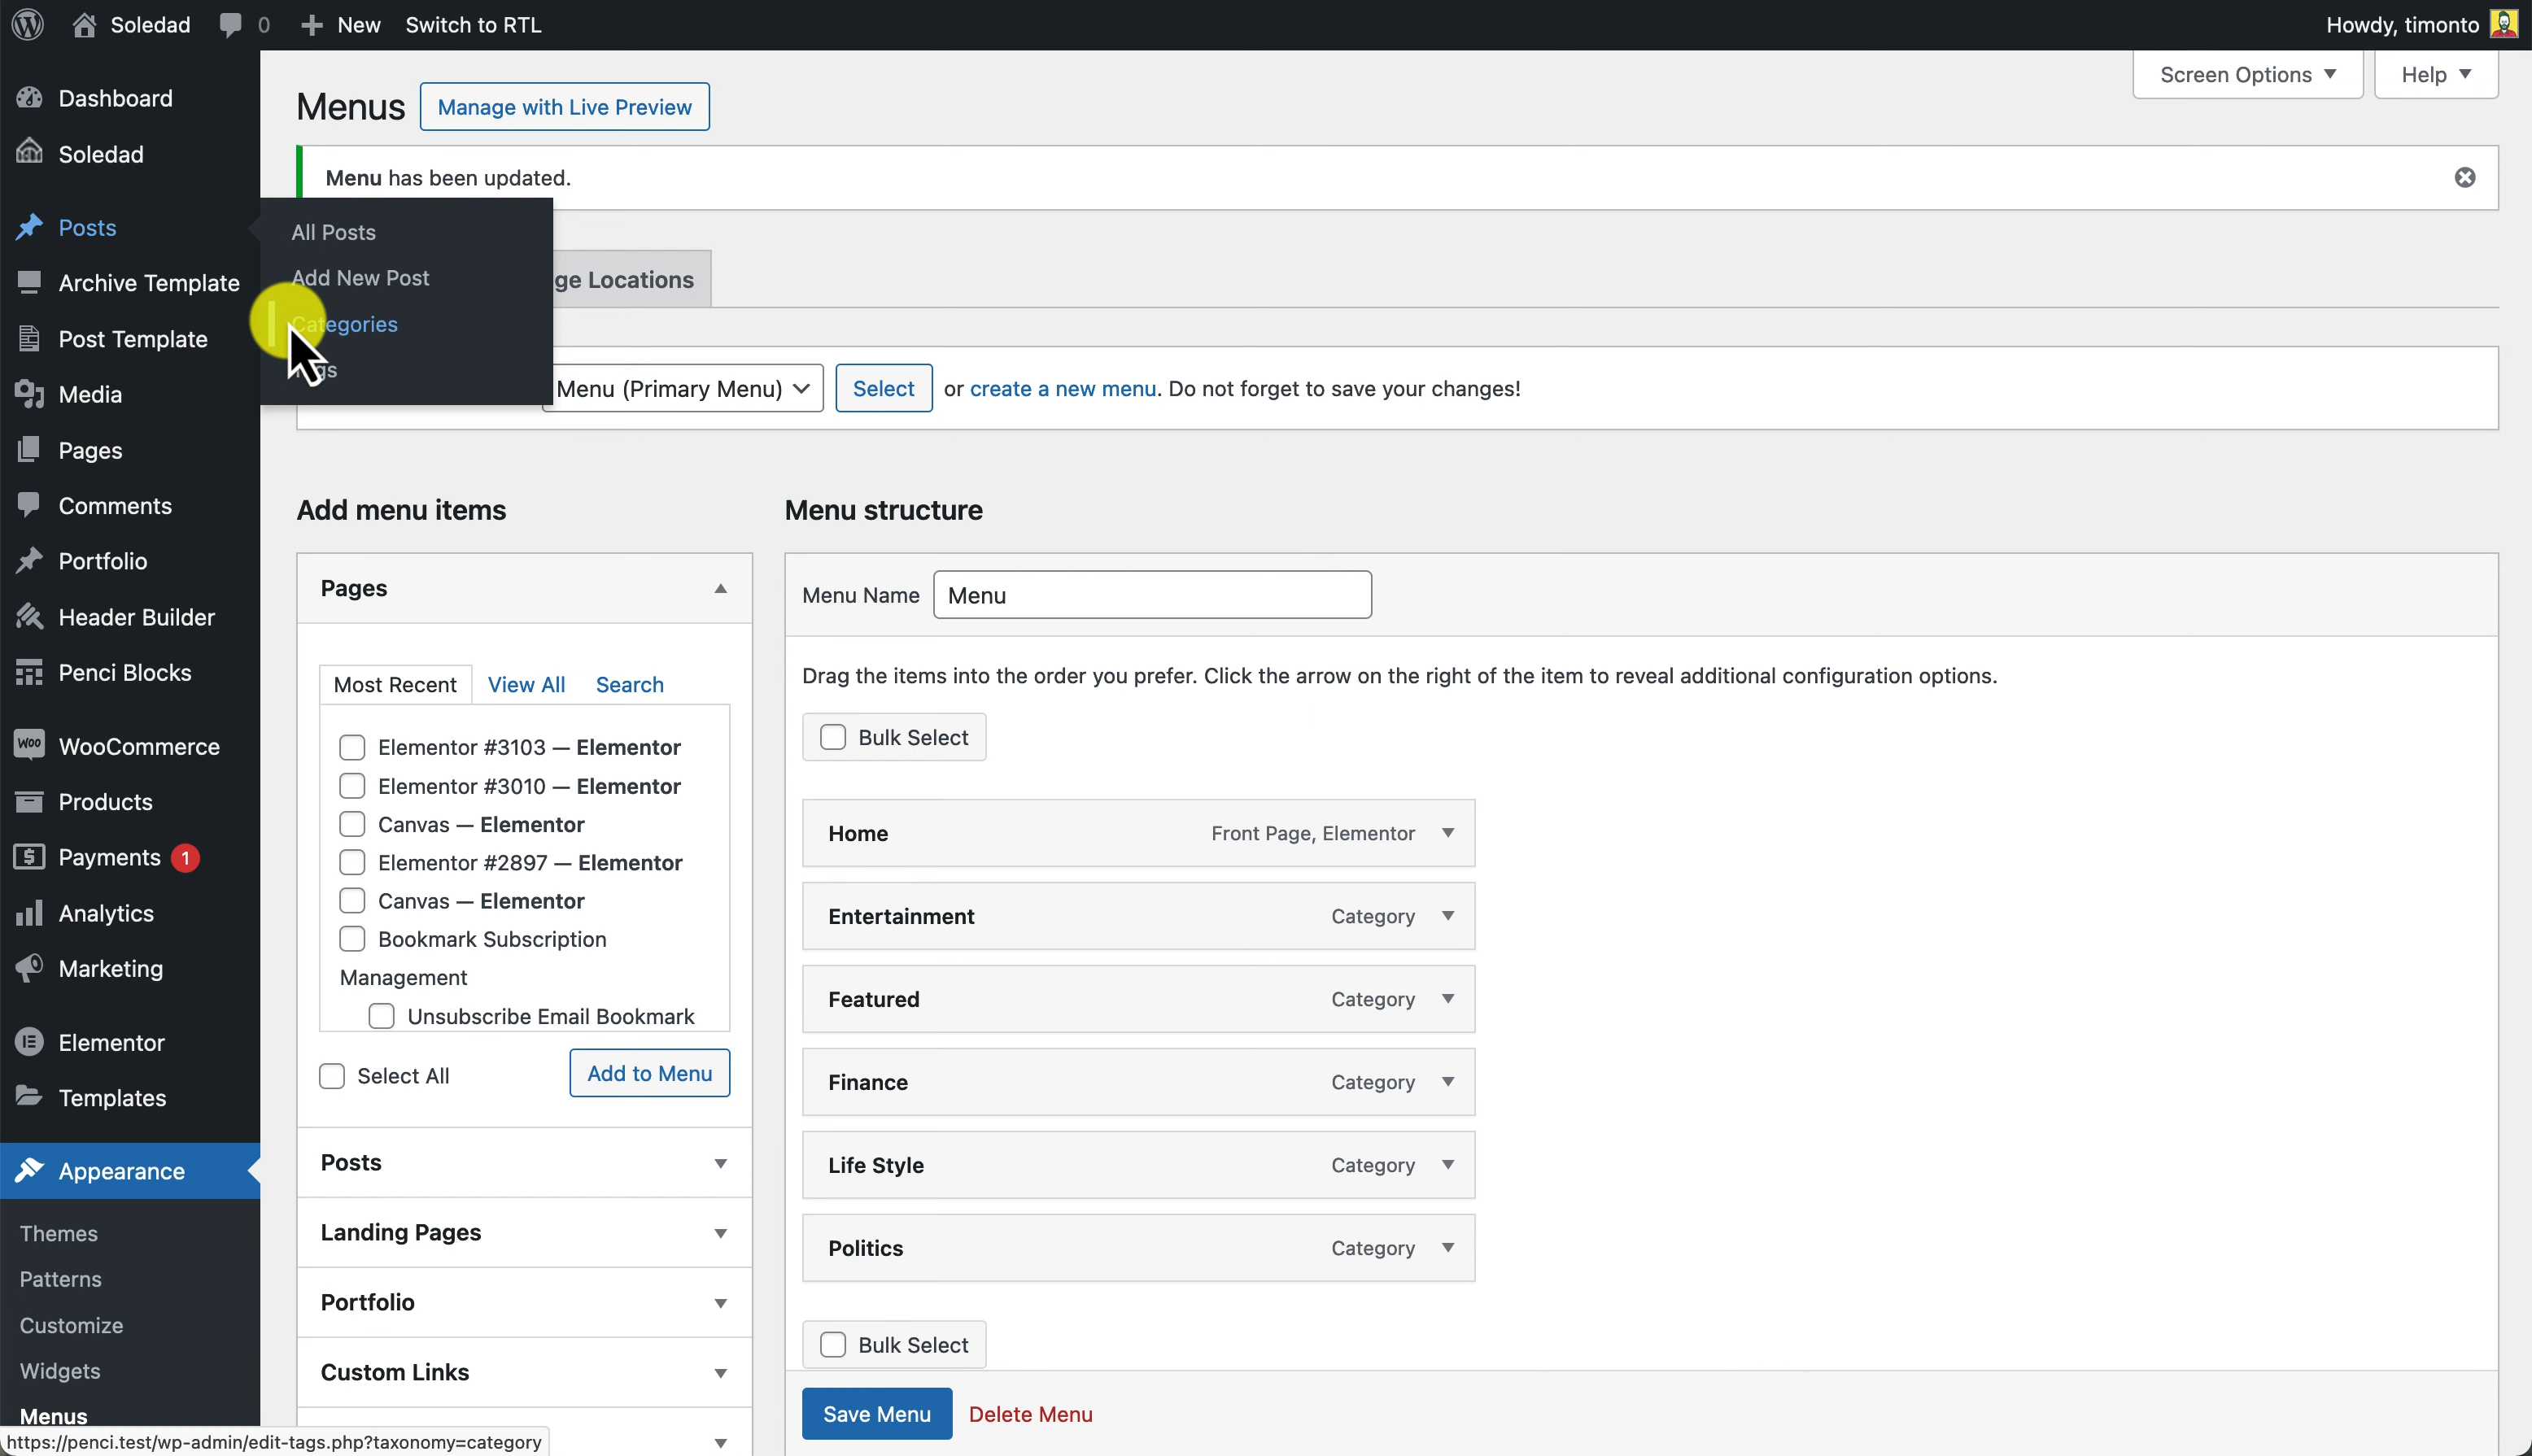 Soledad 0 New Switch to RTL Howdy, timonto
Screen Options Help
Dashboard
Soledad
Posts
Archive Template
Post Template
Media
Pages
Comments
Portfolio
Header Builder
Penci Blocks
WooCommerce
Products
Payments 1
Analytics
Marketing
Elementor
Templates
Appearance
Themes
Patterns
Customize
Widgets
Menus
https://penci.test/wp-admin/edit-tags.php?taxonomy=category
All Posts
Add New Post
Categories
Menus Manage with Live Preview
Menu has been updated.
ge Locations
Menu (Primary Menu) Select or create a new menu. Do not forget to save your changes!
Add menu items
Pages
Most Recent View All Search
Elementor #3103 — Elementor
Elementor #3010 — Elementor
Canvas — Elementor
Elementor #2897 — Elementor
Canvas — Elementor
Bookmark Subscription
Management
Unsubscribe Email Bookmark
Select All Add to Menu
Posts
Landing Pages
Portfolio
Custom Links
Menu structure
Menu Name Menu
Drag the items into the order you prefer. Click the arrow on the right of the item to reveal additional configuration options.
Bulk Select
Home Front Page, Elementor
Entertainment Category
Featured Category
Finance Category
Life Style Category
Politics Category
Bulk Select
Save Menu Delete Menu